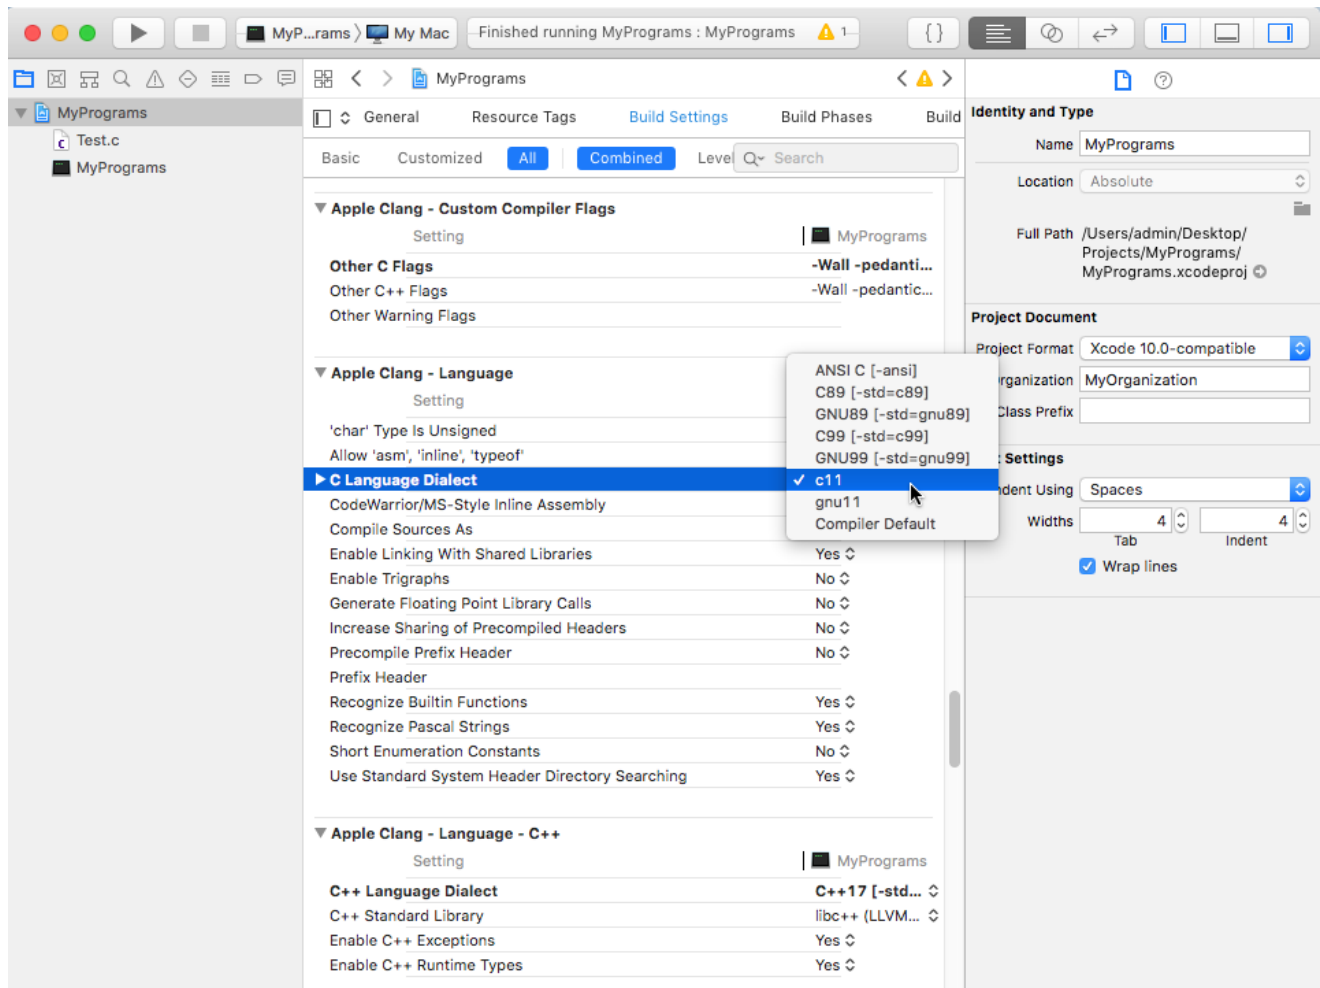 MyP...rams
My Mac
Finished running MyPrograms : MyPrograms
1
{}
MyPrograms
Test.c
MyPrograms
MyPrograms
General
Resource Tags
Build Settings
Build Phases
Build
Basic
Customized
All
Combined
Level
Search
Apple Clang - Custom Compiler Flags
Setting
MyPrograms
Other C Flags
-Wall -pedanti...
Other C++ Flags
-Wall -pedantic...
Other Warning Flags
Apple Clang - Language
Setting
'char' Type Is Unsigned
Allow 'asm', 'inline', 'typeof'
C Language Dialect
CodeWarrior/MS-Style Inline Assembly
Compile Sources As
Enable Linking With Shared Libraries
Yes
Enable Trigraphs
No
Generate Floating Point Library Calls
No
Increase Sharing of Precompiled Headers
No
Precompile Prefix Header
No
Prefix Header
Recognize Builtin Functions
Yes
Recognize Pascal Strings
Yes
Short Enumeration Constants
No
Use Standard System Header Directory Searching
Yes
ANSI C [-ansi]
C89 [-std=c89]
GNU89 [-std=gnu89]
C99 [-std=c99]
GNU99 [-std=gnu99]
✓ c11
gnu11
Compiler Default
Apple Clang - Language - C++
Setting
MyPrograms
C++ Language Dialect
C++17 [-std...
C++ Standard Library
libc++ (LLVM...
Enable C++ Exceptions
Yes
Enable C++ Runtime Types
Yes
Identity and Type
Name
MyPrograms
Location
Absolute
Full Path
/Users/admin/Desktop/
Projects/MyPrograms/
MyPrograms.xcodeproj
Project Document
Project Format
Xcode 10.0-compatible
rganization
MyOrganization
Class Prefix
Settings
ndent Using
Spaces
Widths
4
4
Tab
Indent
Wrap lines